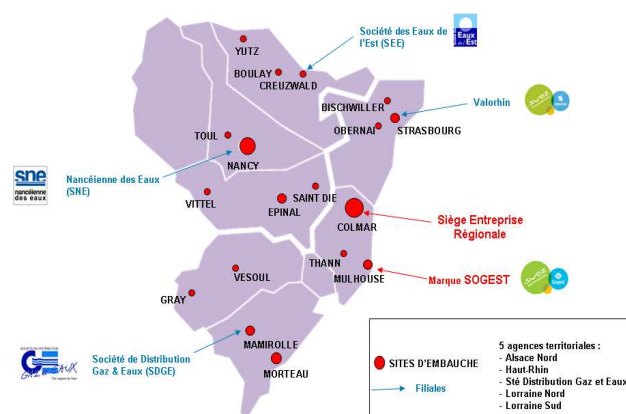 Société des Eaux de
l'Est (SEE)
Eaux
de l'Est
YUTZ
BOULAY
CREUZWALD
BISCHWILLER
Valorhin
OBERNAI
STRASBOURG
TOUL
NANCY
sne
nancéienne
des eaux
Nancéienne des Eaux
(SNE)
VITTEL
SAINT DIE
EPINAL
COLMAR
Siège Entreprise
Régionale
THANN
MULHOUSE
Marque SOGEST
VESOUL
GRAY
MAMIROLLE
MORTEAU
Société de Distribution
Gaz & Eaux (SDGE)
GAZ & EAUX
SITES D'EMBAUCHE
Filiales
5 agences territoriales :
- Alsace Nord
- Haut-Rhin
- Sté Distribution Gaz et Eaux
- Lorraine Nord
- Lorraine Sud